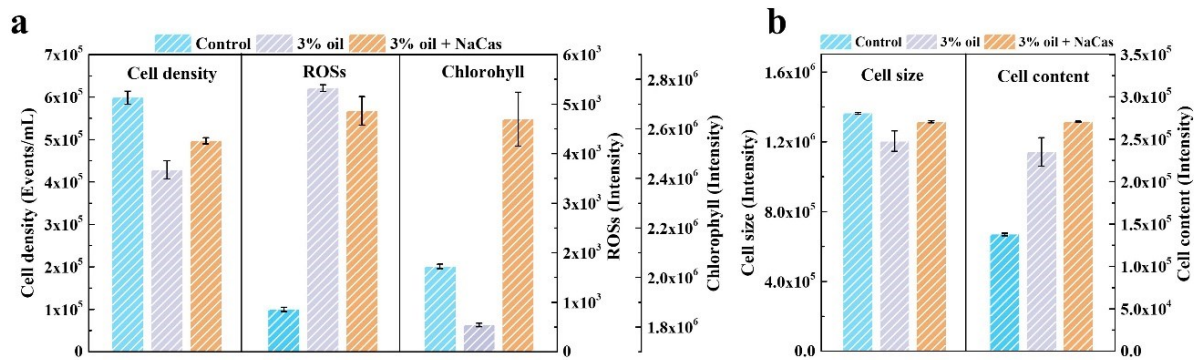 a
Control 3% oil 3% oil + NaCas
Cell density ROSs Chlorohyll
Cell density (Events/mL)
7x10^5
6x10^5
5x10^5
4x10^5
3x10^5
2x10^5
1x10^5
0
ROSs (Intensity)
6x10^3
5x10^3
4x10^3
3x10^3
2x10^3
1x10^3
0
Chlorophyll (Intensity)
2.8x10^6
2.6x10^6
2.4x10^6
2.2x10^6
2.0x10^6
1.8x10^6
b
Control 3% oil 3% oil + NaCas
Cell size Cell content
Cell size (Intensity)
1.6x10^6
1.2x10^6
8.0x10^5
4.0x10^5
0.0
Cell content (Intensity)
3.5x10^5
3.0x10^5
2.5x10^5
2.0x10^5
1.5x10^5
1.0x10^5
5.0x10^4
0.0